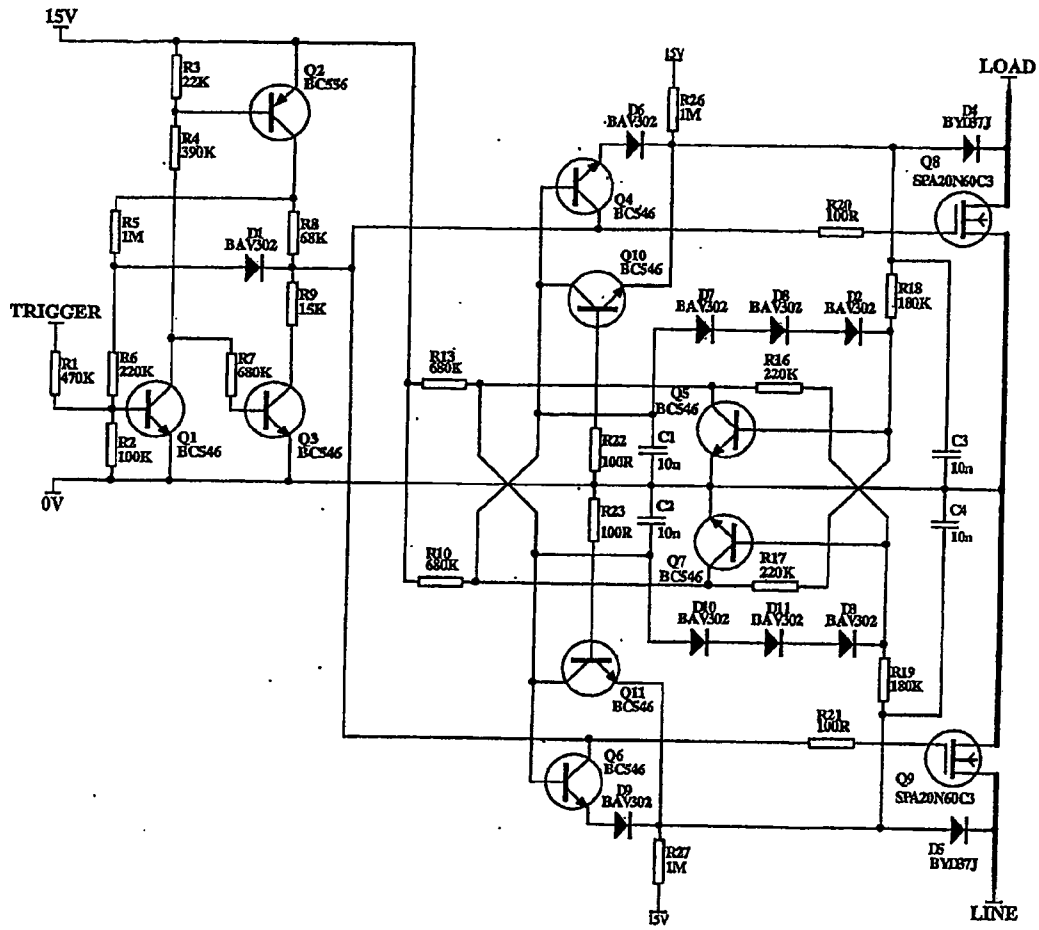 15V
R3
22K
Q2
BC556
R4
390K
R5
1M
R8
68K
D1
BAV302
R9
15K
TRIGGER
R1
470K
R6
220K
R7
680K
R2
100K
Q1
BC546
Q3
BC546
0V
15V
R26
1M
D6
BAV302
Q4
BC546
Q10
BC546
LOAD
D4
BYD37J
Q8
SPA20N60C3
R20
100R
R18
180K
D7
BAV302
D8
BAV302
D2
BAV302
R13
680K
R16
220K
Q5
BC546
R22
100R
C1
10n
C3
10n
R23
100R
C2
10n
C4
10n
R10
680K
Q7
BC546
R17
220K
D10
BAV302
D11
BAV302
D3
BAV302
R19
180K
Q11
BC546
R21
100R
Q6
BC546
D9
BAV302
Q9
SPA20N60C3
R27
1M
D5
BYD37J
15V
LINE